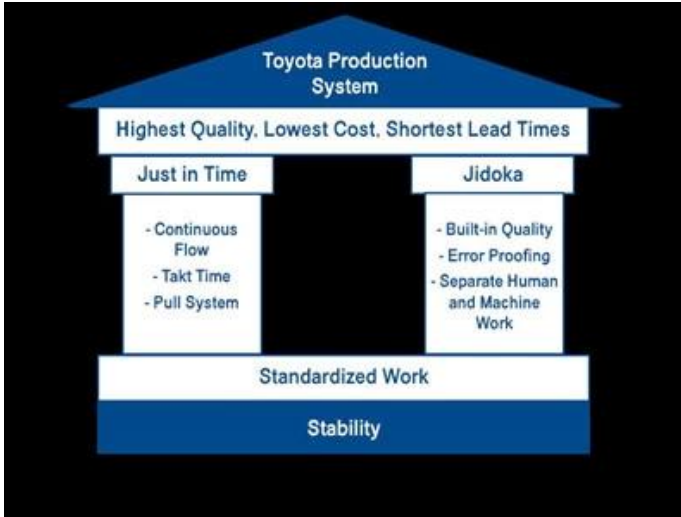 Toyota Production
System
Highest Quality, Lowest Cost, Shortest Lead Times
Just in Time
- Continuous
Flow
- Takt Time
- Pull System
Jidoka
- Built-in Quality
- Error Proofing
- Separate Human
and Machine
Work
Standardized Work
Stability